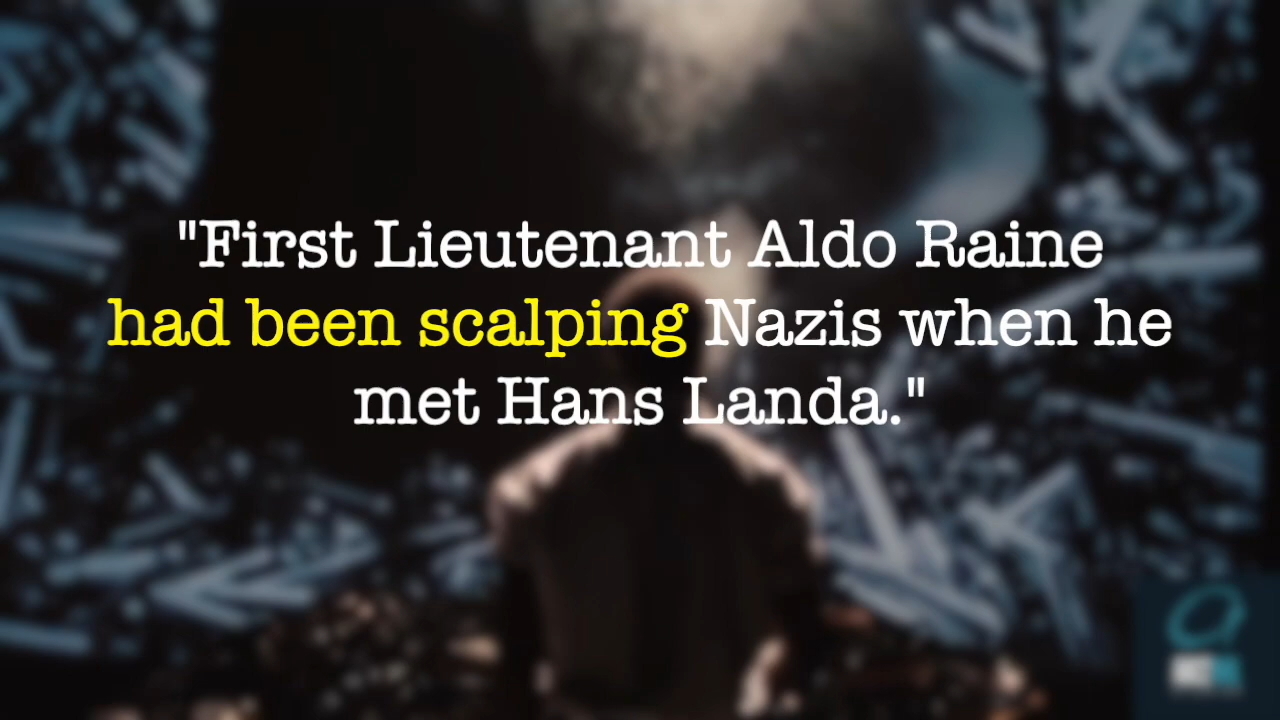 "First Lieutenant Aldo Raine
had been scalping Nazis when he
met Hans Landa."